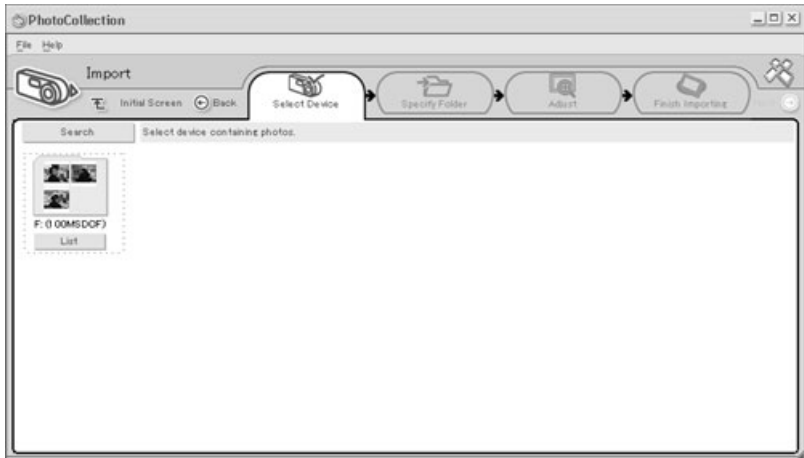 PhotoCollection
File Help
Import
Initial Screen Back
Select Device
Specify Folder
Adjust
Finish Importing
Search
Select device containing photos.
F: (100MSDCF)
List